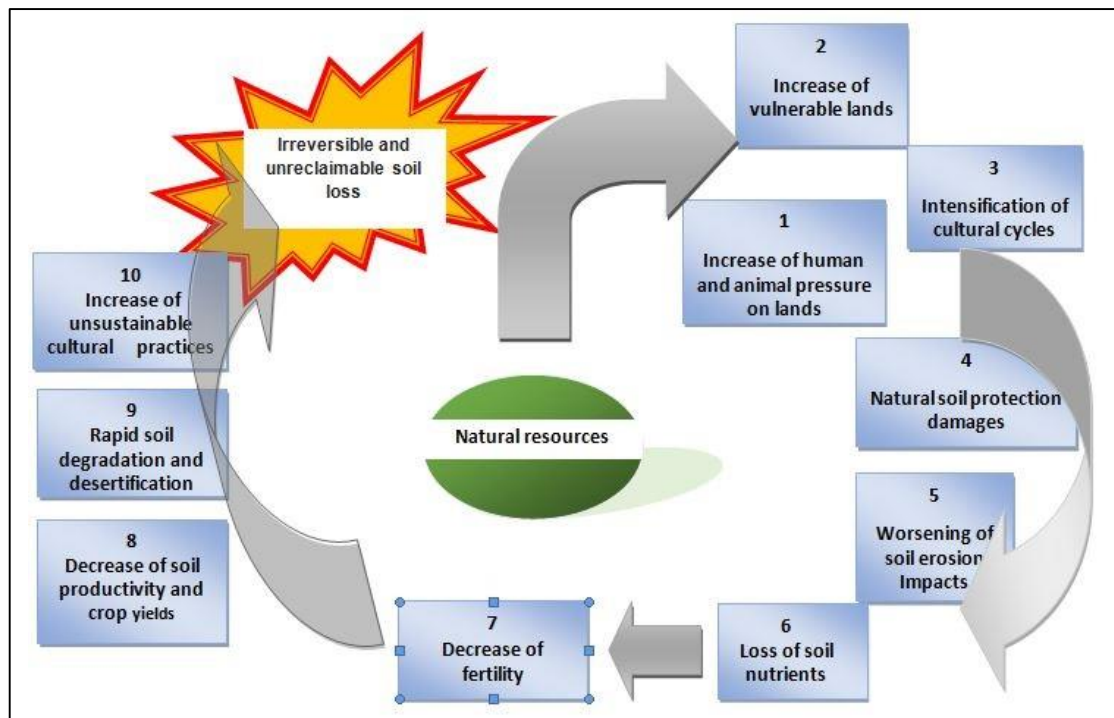 Irreversible and
unreclaimable soil
loss
1
Increase of human
and animal pressure
on lands
2
Increase of
vulnerable lands
3
Intensification of
cultural cycles
4
Natural soil protection
damages
5
Worsening of
soil erosion
Impacts
6
Loss of soil
nutrients
7
Decrease of
fertility
8
Decrease of soil
productivity and
crop yields
9
Rapid soil
degradation and
desertification
10
Increase of
unsustainable
cultural practices
Natural resources